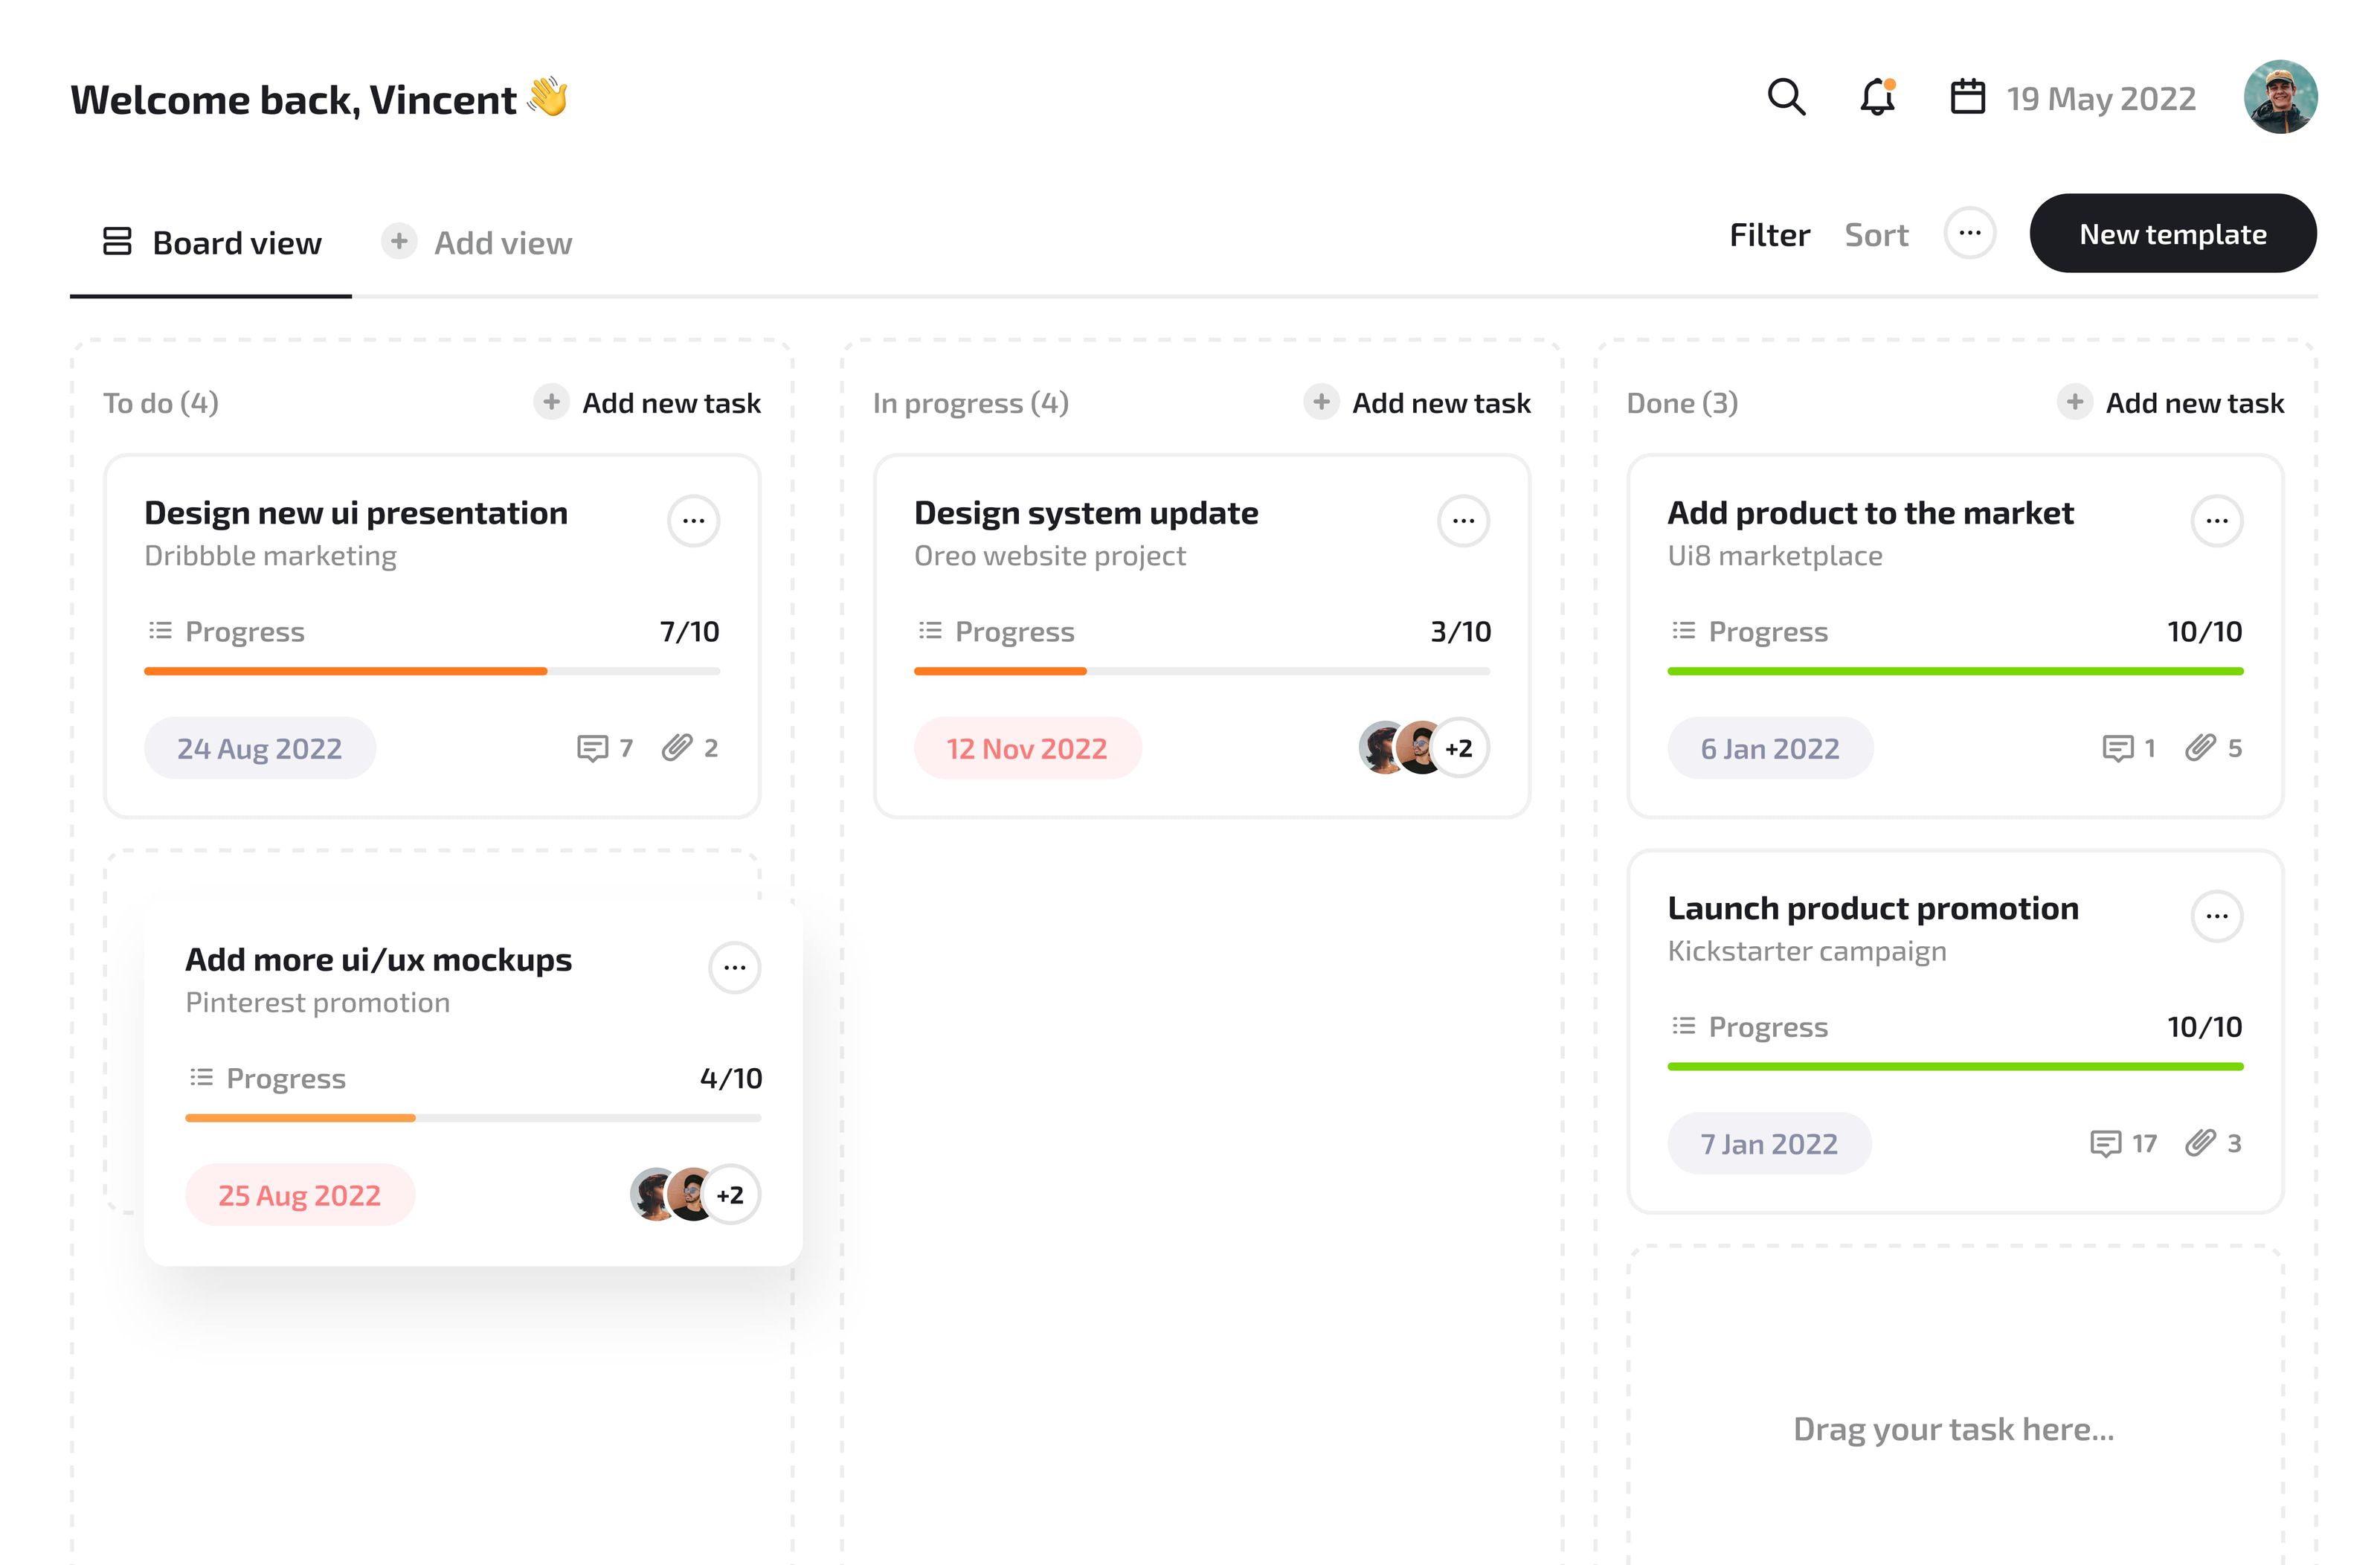 Welcome back, Vincent 👋
19 May 2022
Board view
Add view
Filter
Sort
New template
To do (4)
Add new task
Design new ui presentation
Dribbble marketing
Progress
7/10
24 Aug 2022
7
2
Add more ui/ux mockups
Pinterest promotion
Progress
4/10
25 Aug 2022
+2
In progress (4)
Add new task
Design system update
Oreo website project
Progress
3/10
12 Nov 2022
+2
Done (3)
Add new task
Add product to the market
Ui8 marketplace
Progress
10/10
6 Jan 2022
1
5
Launch product promotion
Kickstarter campaign
Progress
10/10
7 Jan 2022
17
3
Drag your task here...